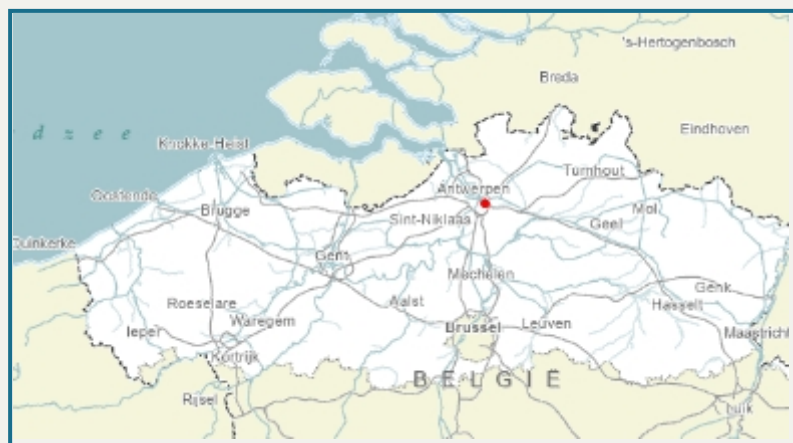 's-Hertogenbosch
Breda
Eindhoven
dzee
Knokke-Heist
Turnhout
Antwerpen
Oostende
Brugge
Sint-Niklaas
Mol
Geel
Duinkerke
Gent
Mechelen
Genk
Roeselare
Aalst
Hasselt
Ieper
Waregem
Brussel
Leuven
Maastricht
Kortrijk
BELGIË
Rijsel
Luik